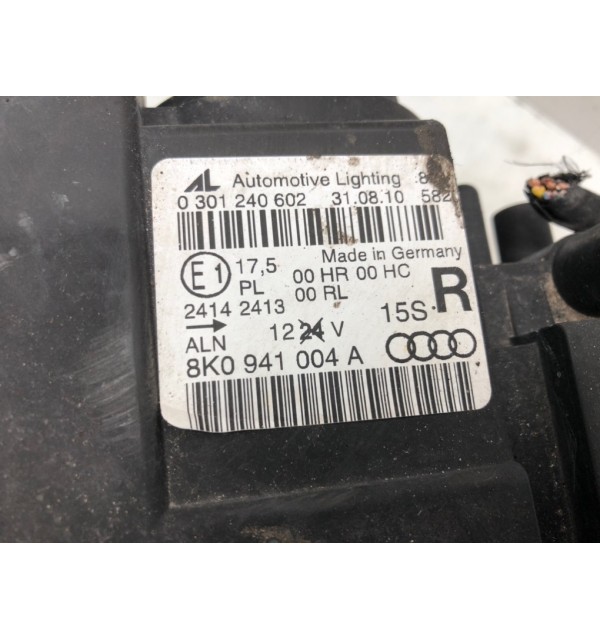 AL Automotive Lighting
0 301 240 602 31.08.10 582
Made in Germany
E1 17,5 00 HR 00 HC
PL 00 RL
R
2414 2413
15S
ALN 12 24 V
8K0 941 004 A